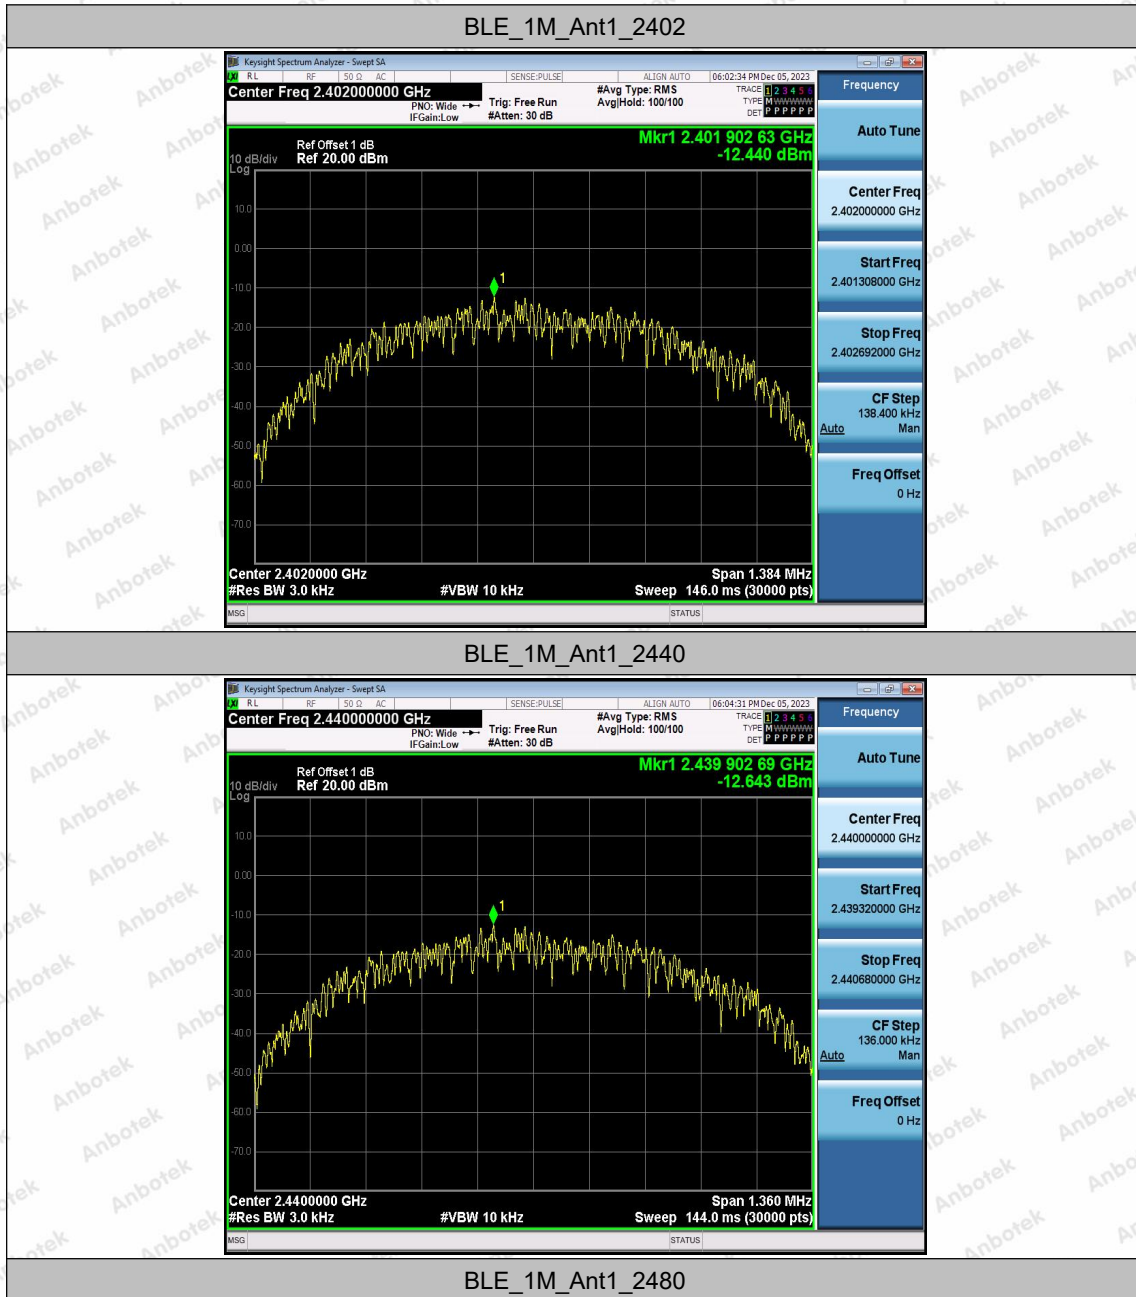 BLE_1M_Ant1_2402
Keysight Spectrum Analyzer - Swept SA
RL RF 50 Ω AC SENSE:PULSE ALIGN AUTO 06:02:34 PM Dec 05, 2023
Center Freq 2.402000000 GHz
PNO: Wide
IFGain:Low
Trig: Free Run
#Atten: 30 dB
#Avg Type: RMS
Avg|Hold: 100/100
TRACE 1 2 3 4 5 6
TYPE M W W W W W
DET P P P P P P
Frequency
Ref Offset 1 dB
10 dB/div Ref 20.00 dBm
Log
Mkr1 2.401 902 63 GHz
-12.440 dBm
Auto Tune
Center Freq
2.402000000 GHz
Start Freq
2.401308000 GHz
Stop Freq
2.402692000 GHz
CF Step
138.400 kHz
Auto Man
Freq Offset
0 Hz
10.0
0.00
-10.0
-20.0
-30.0
-40.0
-50.0
-60.0
-70.0
1
Center 2.4020000 GHz Span 1.384 MHz
#Res BW 3.0 kHz #VBW 10 kHz Sweep 146.0 ms (30000 pts)
MSG STATUS
BLE_1M_Ant1_2440
Keysight Spectrum Analyzer - Swept SA
RL RF 50 Ω AC SENSE:PULSE ALIGN AUTO 06:04:31 PM Dec 05, 2023
Center Freq 2.440000000 GHz
PNO: Wide
IFGain:Low
Trig: Free Run
#Atten: 30 dB
#Avg Type: RMS
Avg|Hold: 100/100
TRACE 1 2 3 4 5 6
TYPE M W W W W W
DET P P P P P P
Frequency
Ref Offset 1 dB
10 dB/div Ref 20.00 dBm
Log
Mkr1 2.439 902 69 GHz
-12.643 dBm
Auto Tune
Center Freq
2.440000000 GHz
Start Freq
2.439320000 GHz
Stop Freq
2.440680000 GHz
CF Step
136.000 kHz
Auto Man
Freq Offset
0 Hz
10.0
0.00
-10.0
-20.0
-30.0
-40.0
-50.0
-60.0
-70.0
1
Center 2.4400000 GHz Span 1.360 MHz
#Res BW 3.0 kHz #VBW 10 kHz Sweep 144.0 ms (30000 pts)
MSG STATUS
BLE_1M_Ant1_2480
Anbotek